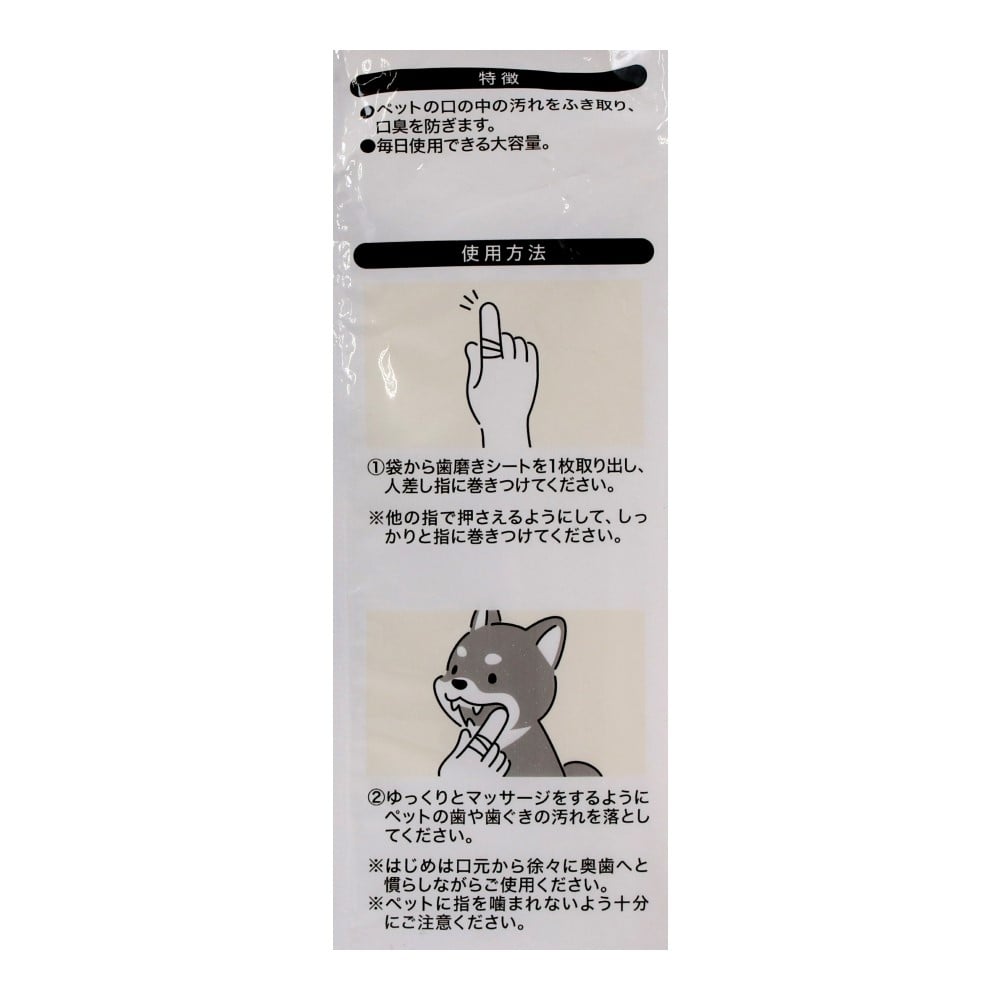 特徴
●ペットの口の中の汚れをふき取り、
口臭を防ぎます。
●毎日使用できる大容量。
使用方法
①袋から歯磨きシートを1枚取り出し、
人差し指に巻きつけてください。
※他の指で押さえるようにして、しっ
かりと指に巻きつけてください。
②ゆっくりとマッサージをするように
ペットの歯や歯ぐきの汚れを落とし
てください。
※はじめは口元から徐々に奥歯へと
慣らしながらご使用ください。
※ペットに指を噛まれないよう十分
にご注意ください。